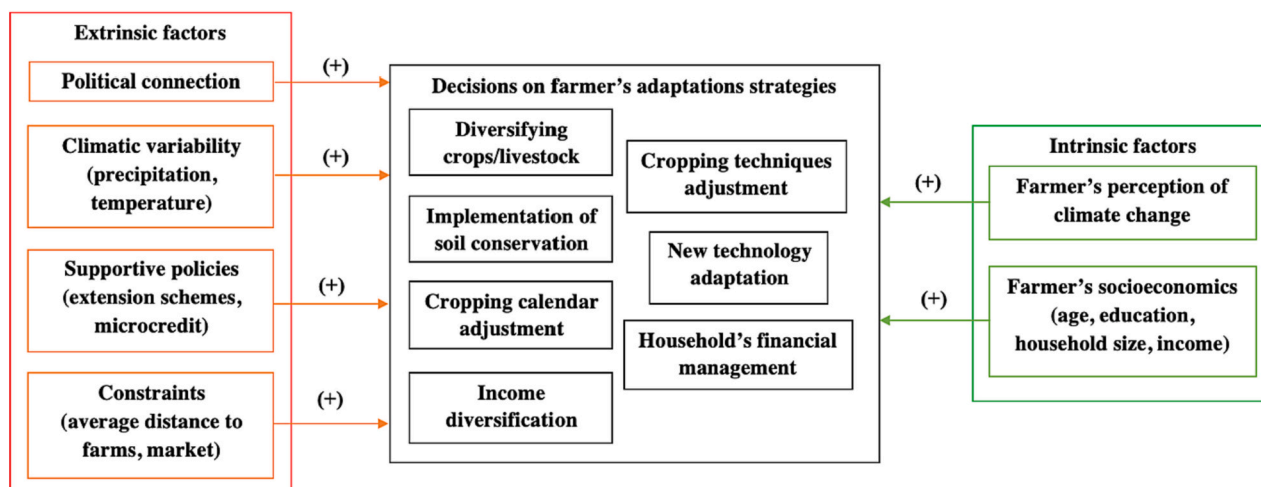 Extrinsic factors
Political connection
Climatic variability
(precipitation,
temperature)
Supportive policies
(extension schemes,
microcredit)
Constraints
(average distance to
farms, market)
(+)
(+)
(+)
(+)
Decisions on farmer's adaptations strategies
Diversifying
crops/livestock
Implementation of
soil conservation
Cropping calendar
adjustment
Income
diversification
Cropping techniques
adjustment
New technology
adaptation
Household's financial
management
(+)
(+)
Intrinsic factors
Farmer's perception of
climate change
Farmer's socioeconomics
(age, education,
household size, income)